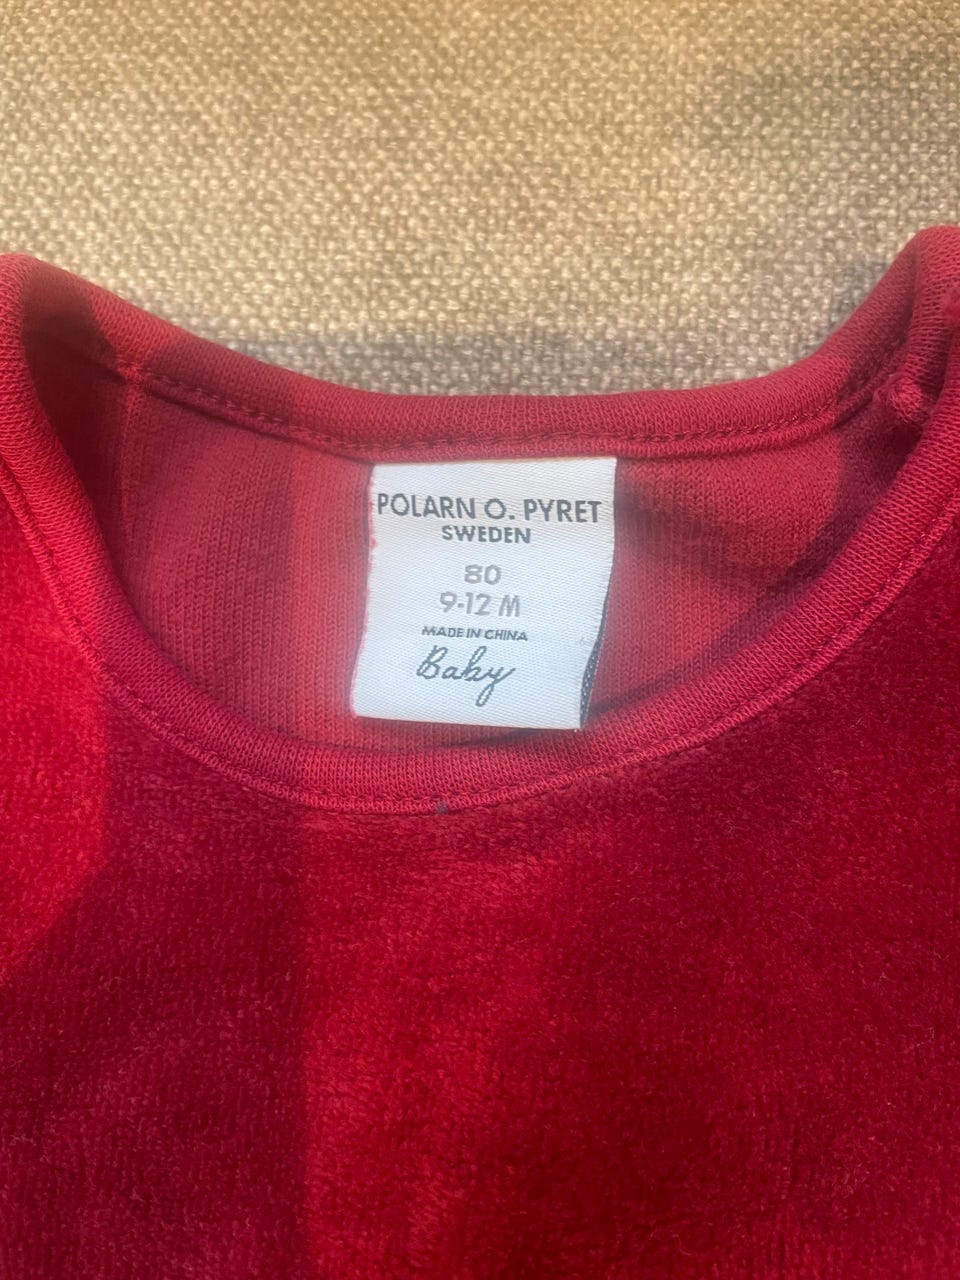 POLARN O. PYRET
SWEDEN
80
9-12 M
MADE IN CHINA
Baby